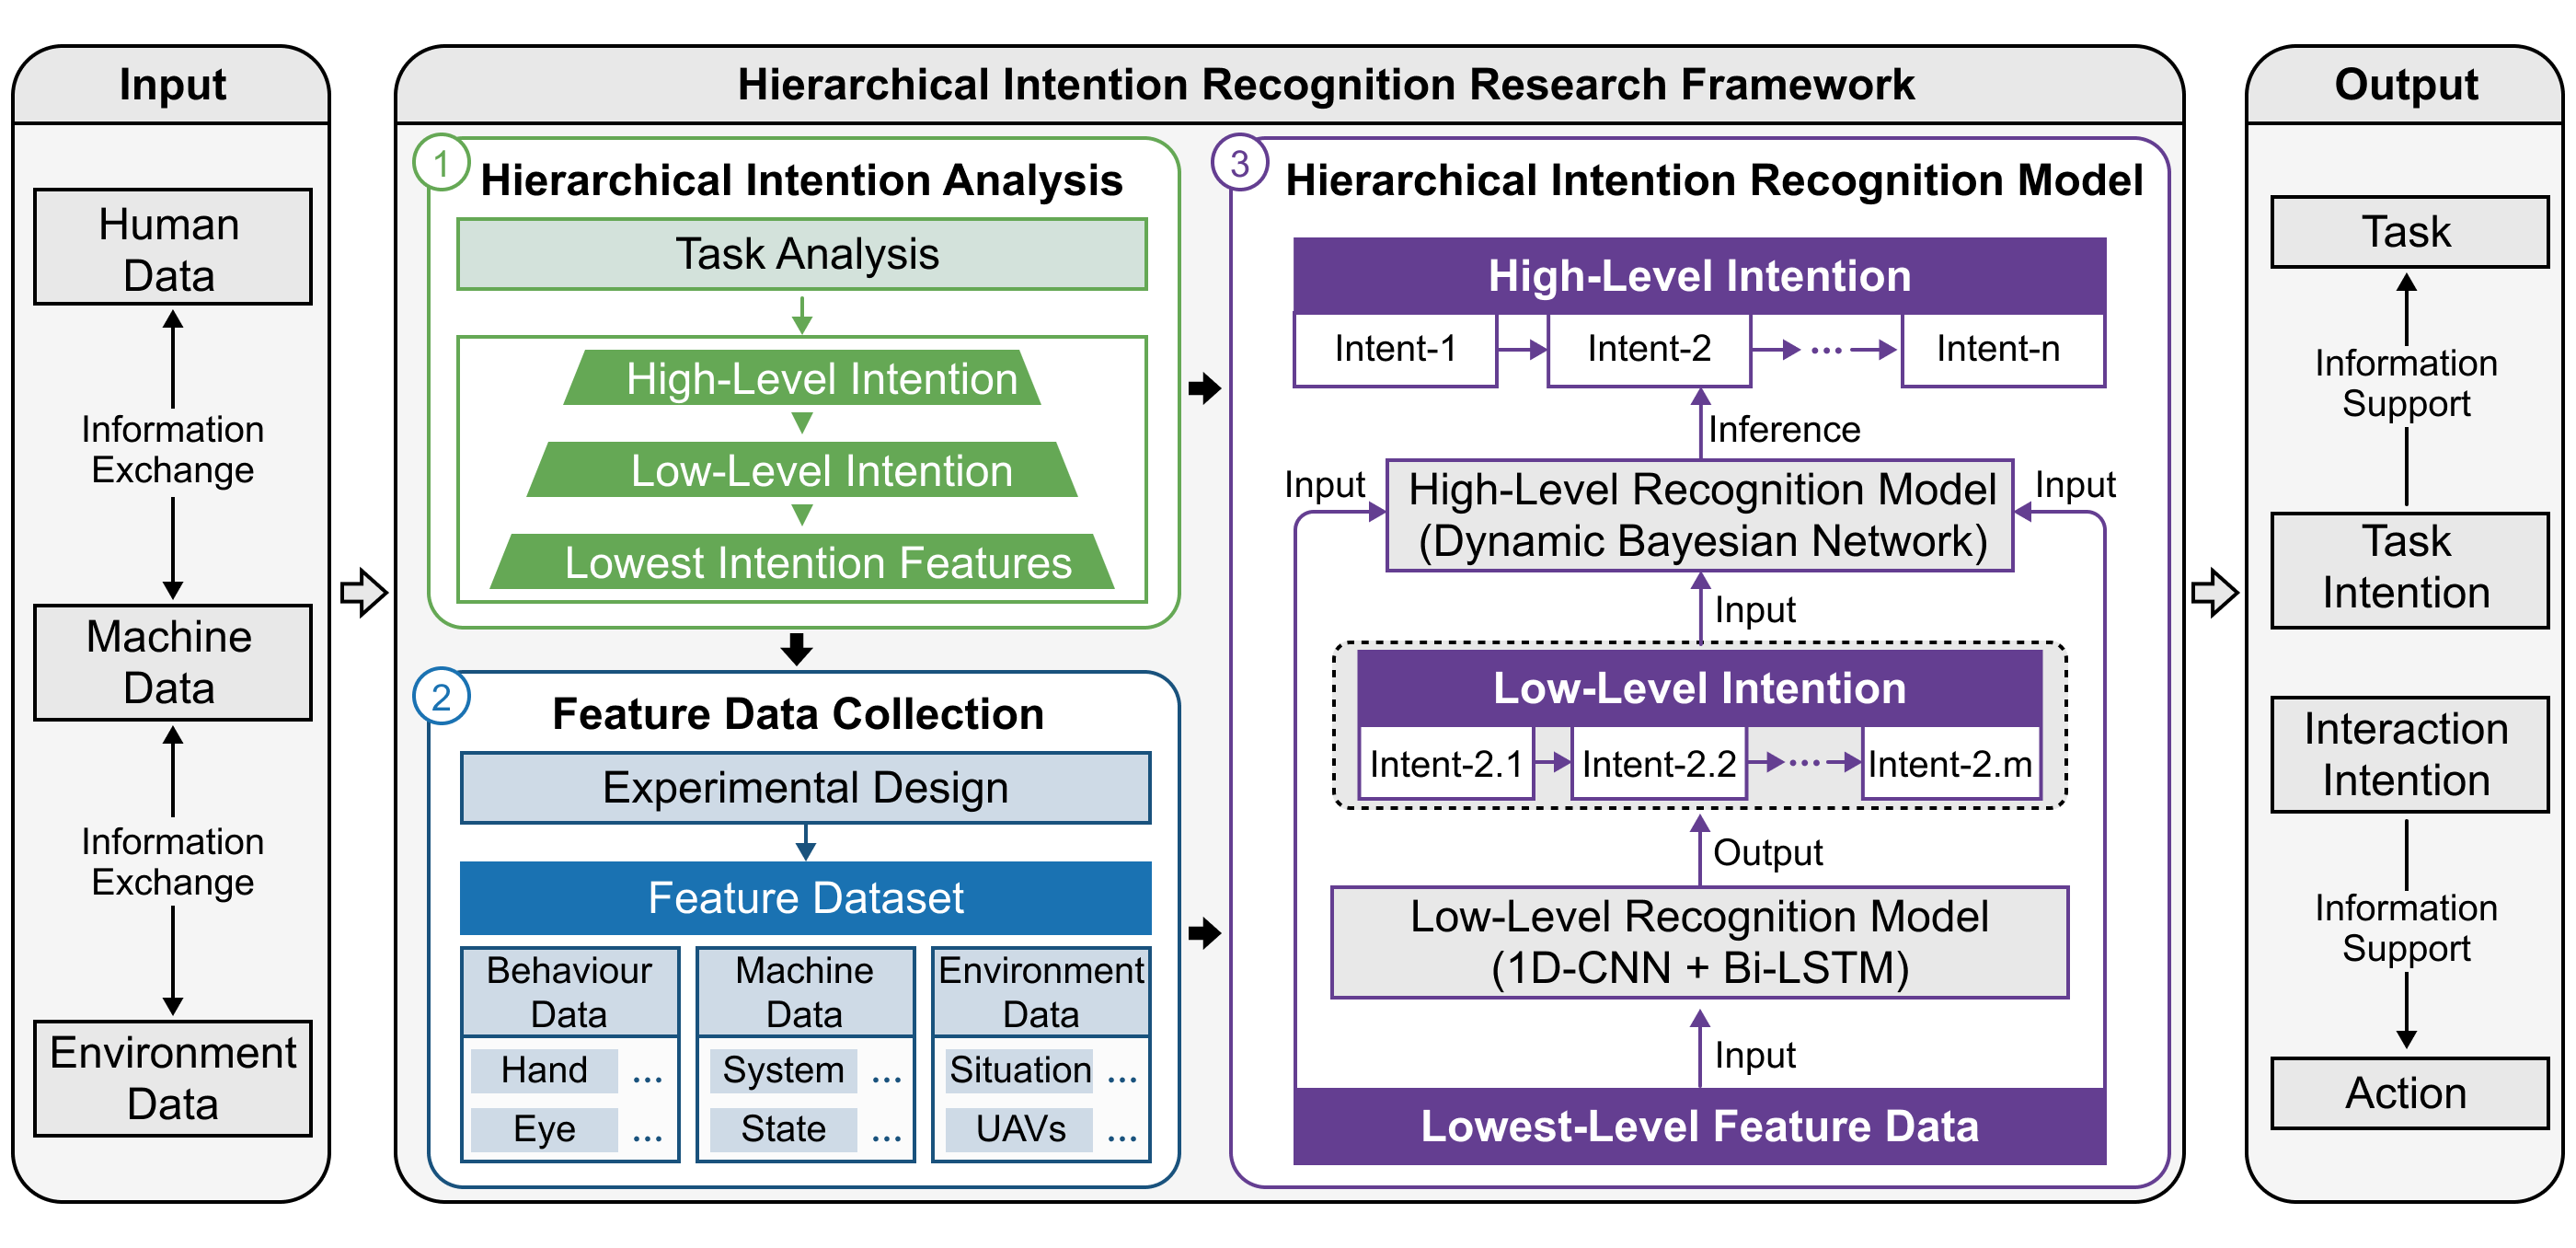 Input
Human
Data
Information
Exchange
Machine
Data
Information
Exchange
Environment
Data
Hierarchical Intention Recognition Research Framework
1
Hierarchical Intention Analysis
Task Analysis
High-Level Intention
Low-Level Intention
Lowest Intention Features
2
Feature Data Collection
Experimental Design
Feature Dataset
Behaviour
Data
Hand ...
Eye ...
Machine
Data
System ...
State ...
Environment
Data
Situation ...
UAVs ...
3
Hierarchical Intention Recognition Model
High-Level Intention
Intent-1 Intent-2 ... Intent-n
Inference
Input Input
High-Level Recognition Model
(Dynamic Bayesian Network)
Input
Low-Level Intention
Intent-2.1 Intent-2.2 ... Intent-2.m
Output
Low-Level Recognition Model
(1D-CNN + Bi-LSTM)
Input
Lowest-Level Feature Data
Output
Task
Information
Support
Task
Intention
Interaction
Intention
Information
Support
Action